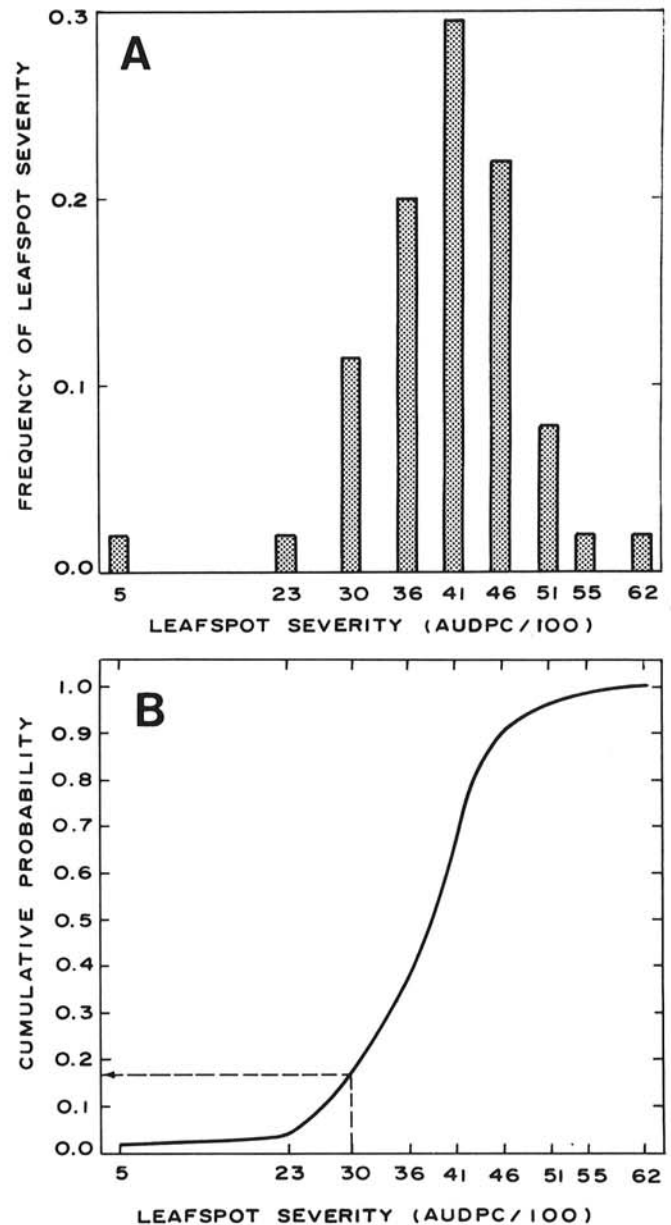 A
FREQUENCY OF LEAFSPOT SEVERITY
0.3
0.2
0.1
0.0
5 23 30 36 41 46 51 55 62
LEAFSPOT SEVERITY (AUDPC/100)
B
CUMULATIVE PROBABILITY
1.0
0.9
0.8
0.7
0.6
0.5
0.4
0.3
0.2
0.1
0.0
5 23 30 36 41 46 51 55 62
LEAFSPOT SEVERITY (AUDPC/100)